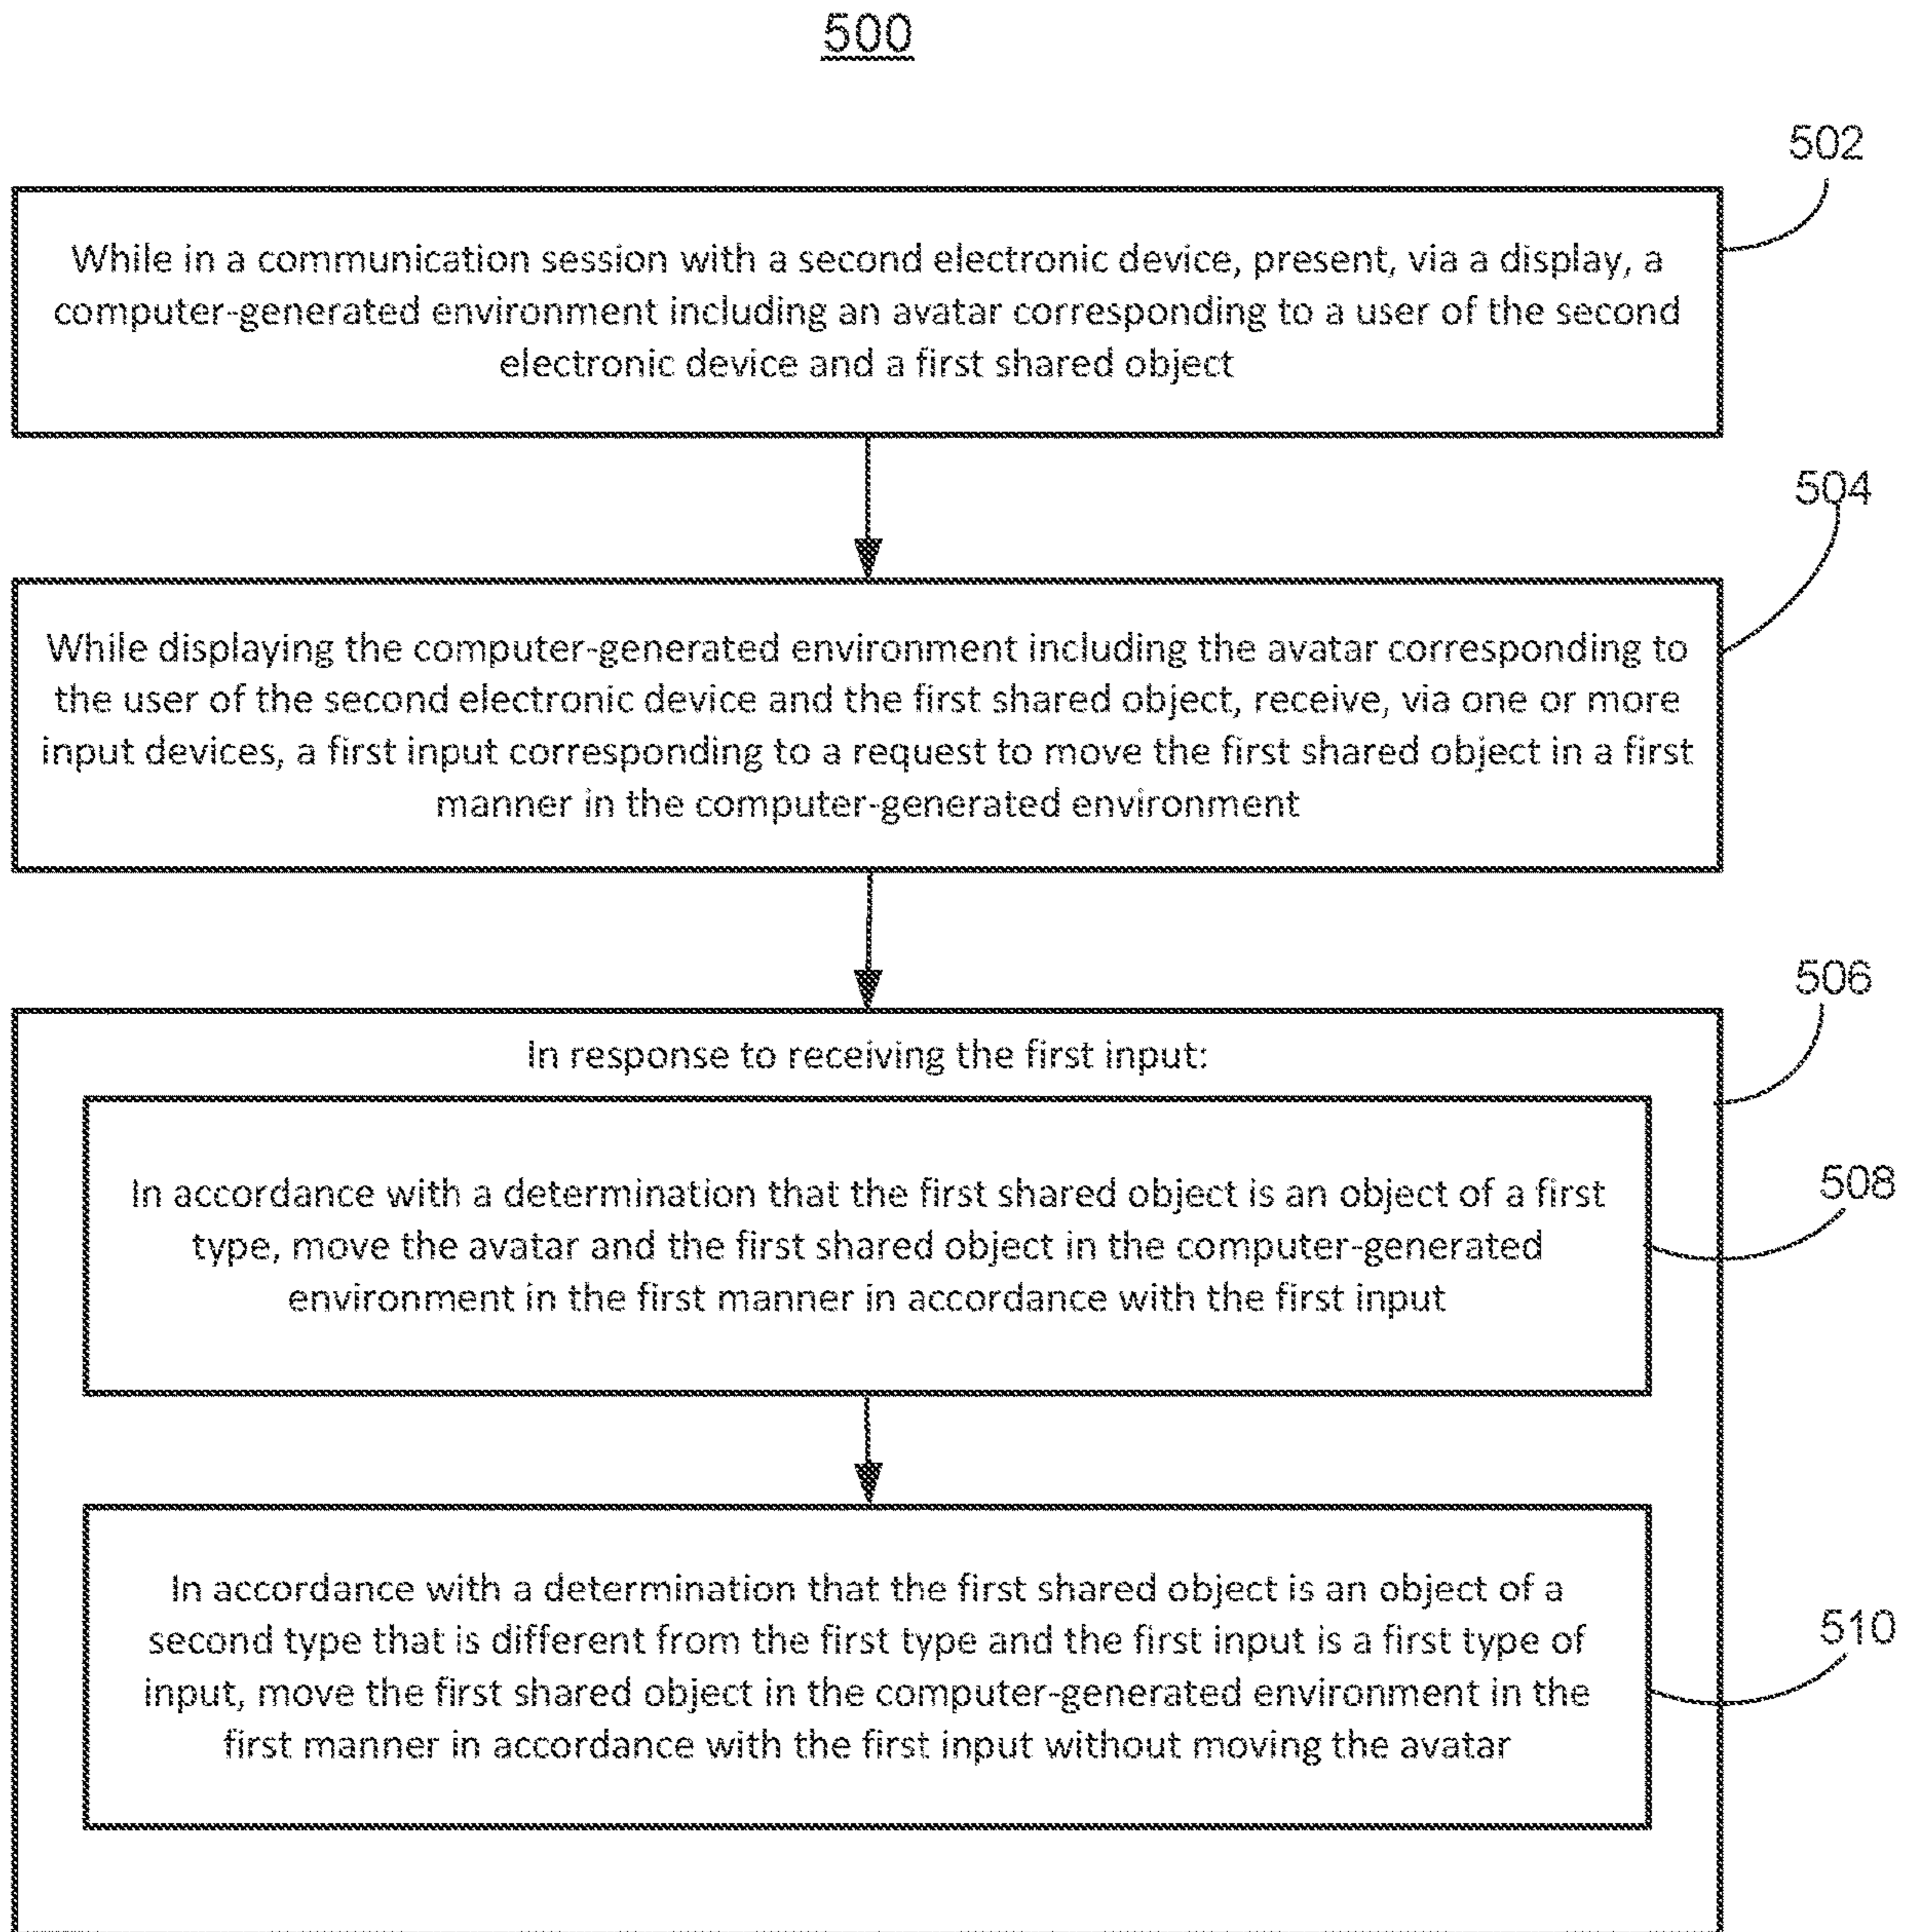 500
502
While in a communication session with a second electronic device, present, via a display, a
computer-generated environment including an avatar corresponding to a user of the second
electronic device and a first shared object
504
While displaying the computer-generated environment including the avatar corresponding to
the user of the second electronic device and the first shared object, receive, via one or more
input devices, a first input corresponding to a request to move the first shared object in a first
manner in the computer-generated environment
506
In response to receiving the first input:
508
In accordance with a determination that the first shared object is an object of a first
type, move the avatar and the first shared object in the computer-generated
environment in the first manner in accordance with the first input
510
In accordance with a determination that the first shared object is an object of a
second type that is different from the first type and the first input is a first type of
input, move the first shared object in the computer-generated environment in the
first manner in accordance with the first input without moving the avatar